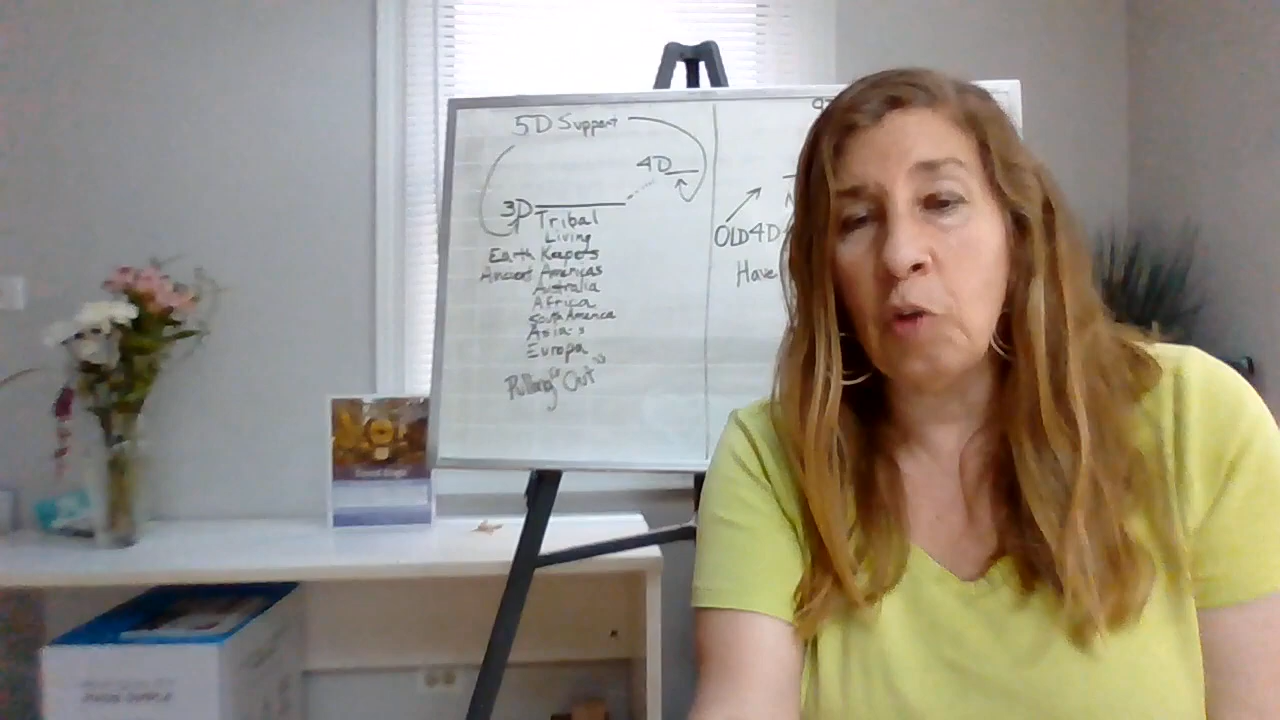 5D Support
4D
3D
Tribal
Living
Earth Keepers
Ancient Americas
Australia
Africa
South America
Asia's
Europa
Rolling Out
OLD 4D
Have